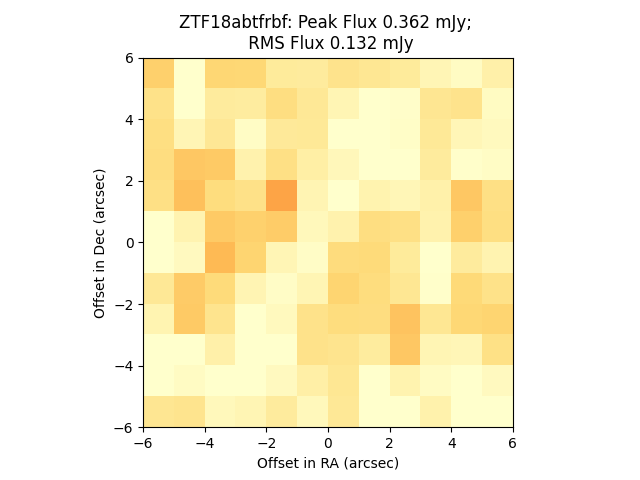 ZTF18abtfrbf: Peak Flux 0.362 mJy;
RMS Flux 0.132 mJy
6
4
2
0
−2
−4
−6
Offset in Dec (arcsec)
−6 −4 −2 0 2 4 6
Offset in RA (arcsec)